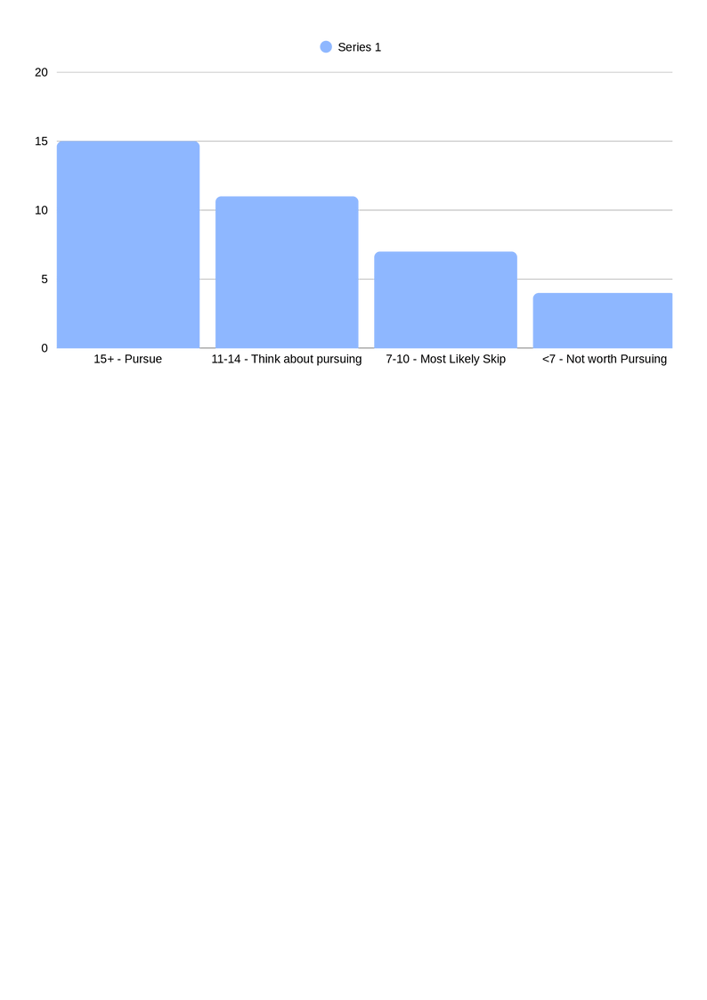 Series 1
20
15
10
5
0
15+ - Pursue
11-14 - Think about pursuing
7-10 - Most Likely Skip
<7 - Not worth Pursuing